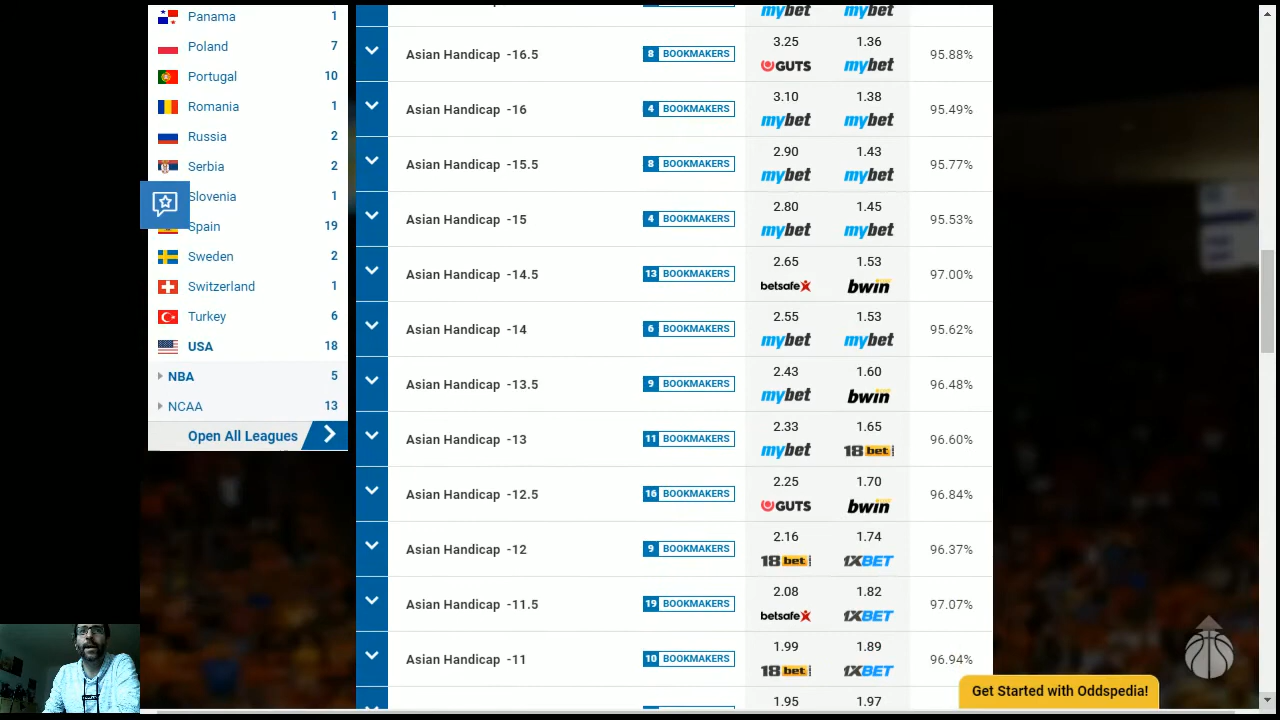 Panama 1
Poland 7
Portugal 10
Romania 1
Russia 2
Serbia 2
Slovenia 1
Spain 19
Sweden 2
Switzerland 1
Turkey 6
USA 18
NBA 5
NCAA 13
Open All Leagues
mybet mybet
Asian Handicap -16.5 8 BOOKMAKERS 3.25 1.36 95.88%
GUTS mybet
Asian Handicap -16 4 BOOKMAKERS 3.10 1.38 95.49%
mybet mybet
Asian Handicap -15.5 8 BOOKMAKERS 2.90 1.43 95.77%
mybet mybet
Asian Handicap -15 4 BOOKMAKERS 2.80 1.45 95.53%
mybet mybet
Asian Handicap -14.5 13 BOOKMAKERS 2.65 1.53 97.00%
betsafe bwin
Asian Handicap -14 6 BOOKMAKERS 2.55 1.53 95.62%
mybet mybet
Asian Handicap -13.5 9 BOOKMAKERS 2.43 1.60 96.48%
mybet bwin
Asian Handicap -13 11 BOOKMAKERS 2.33 1.65 96.60%
mybet 18bet
Asian Handicap -12.5 16 BOOKMAKERS 2.25 1.70 96.84%
GUTS bwin
Asian Handicap -12 9 BOOKMAKERS 2.16 1.74 96.37%
18bet 1XBET
Asian Handicap -11.5 19 BOOKMAKERS 2.08 1.82 97.07%
betsafe 1XBET
Asian Handicap -11 10 BOOKMAKERS 1.99 1.89 96.94%
18bet 1XBET
1.95 1.97
Get Started with Oddspedia!